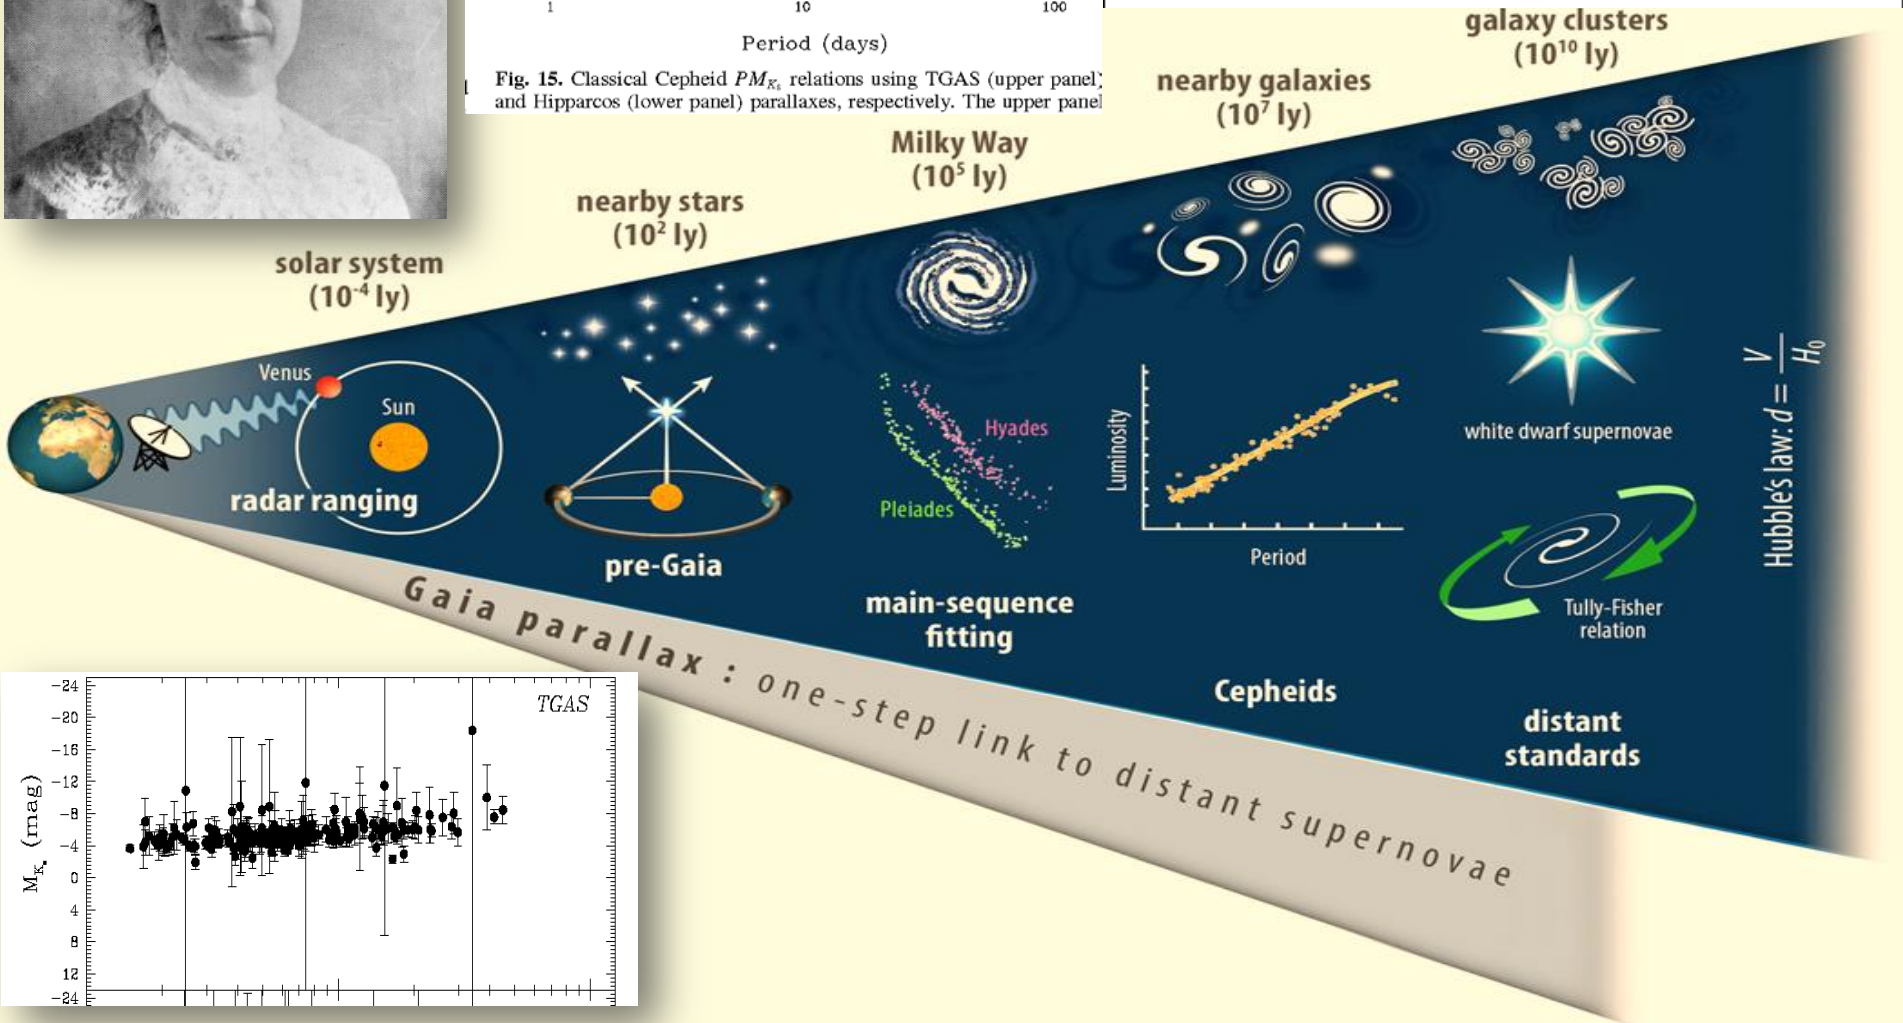 1 10 100
Period (days)
Fig. 15. Classical Cepheid PMKs relations using TGAS (upper panel)
and Hipparcos (lower panel) parallaxes, respectively. The upper panel
galaxy clusters
(10¹⁰ ly)
nearby galaxies
(10⁷ ly)
Milky Way
(10⁵ ly)
nearby stars
(10² ly)
solar system
(10⁻⁴ ly)
Venus
Sun
radar ranging
pre-Gaia
Hyades
Pleiades
main-sequence
fitting
Luminosity
Period
Cepheids
white dwarf supernovae
Tully-Fisher
relation
distant
standards
Hubble's law: d = V/H₀
Gaia parallax : one-step link to distant supernovae
TGAS
MKs (mag)
-24
-20
-16
-12
-8
-4
0
4
8
12
-24